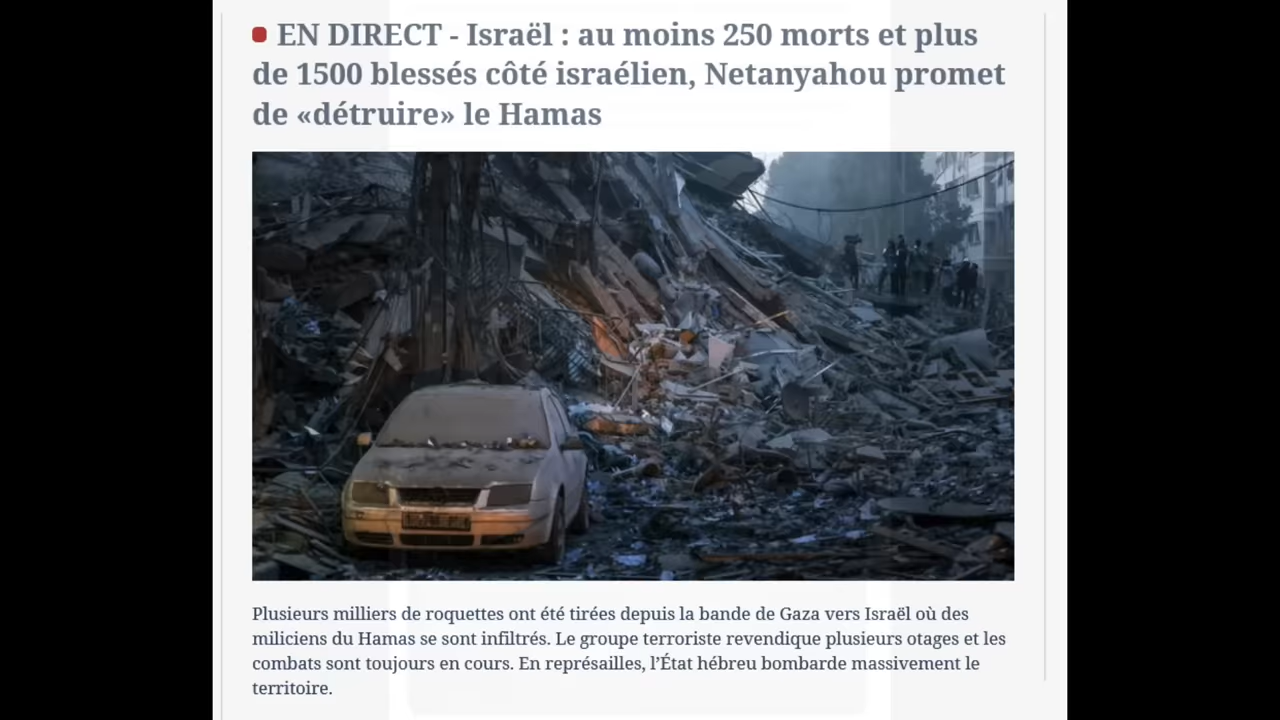 EN DIRECT - Israël : au moins 250 morts et plus
de 1500 blessés côté israélien, Netanyahou promet
de «détruire» le Hamas
Plusieurs milliers de roquettes ont été tirées depuis la bande de Gaza vers Israël où des
miliciens du Hamas se sont infiltrés. Le groupe terroriste revendique plusieurs otages et les
combats sont toujours en cours. En représailles, l’État hébreu bombarde massivement le
territoire.